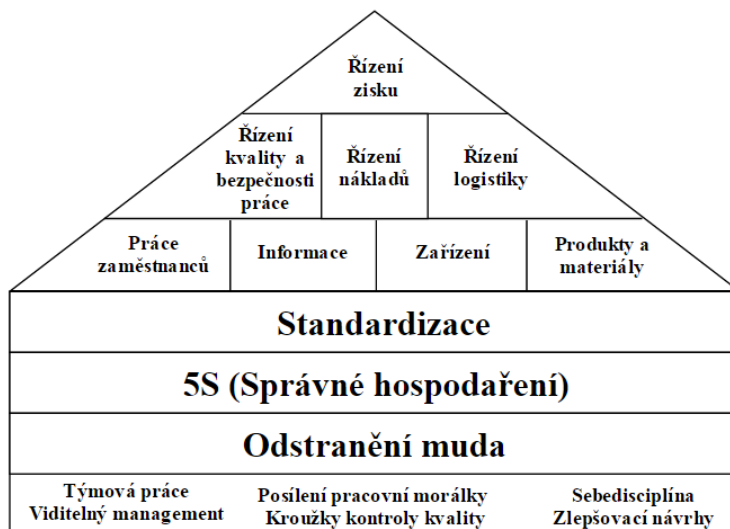 Řízení
zisku
Řízení
kvality a
bezpečnosti
práce
Řízení
nákladů
Řízení
logistiky
Práce
zaměstnanců
Informace
Zařízení
Produkty a
materiály
Standardizace
5S (Správné hospodaření)
Odstranění muda
Týmová práce
Viditelný management
Posílení pracovní morálky
Kroužky kontroly kvality
Sebedisciplína
Zlepšovací návrhy